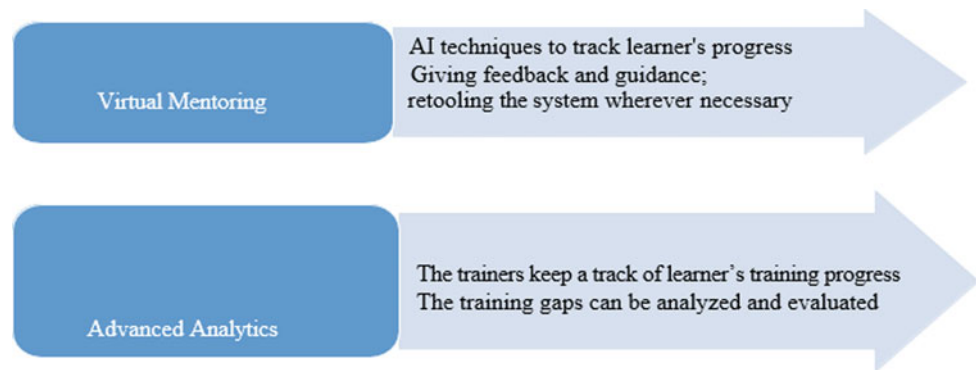 Virtual Mentoring
AI techniques to track learner's progress
Giving feedback and guidance;
retooling the system wherever necessary
Advanced Analytics
The trainers keep a track of learner’s training progress
The training gaps can be analyzed and evaluated